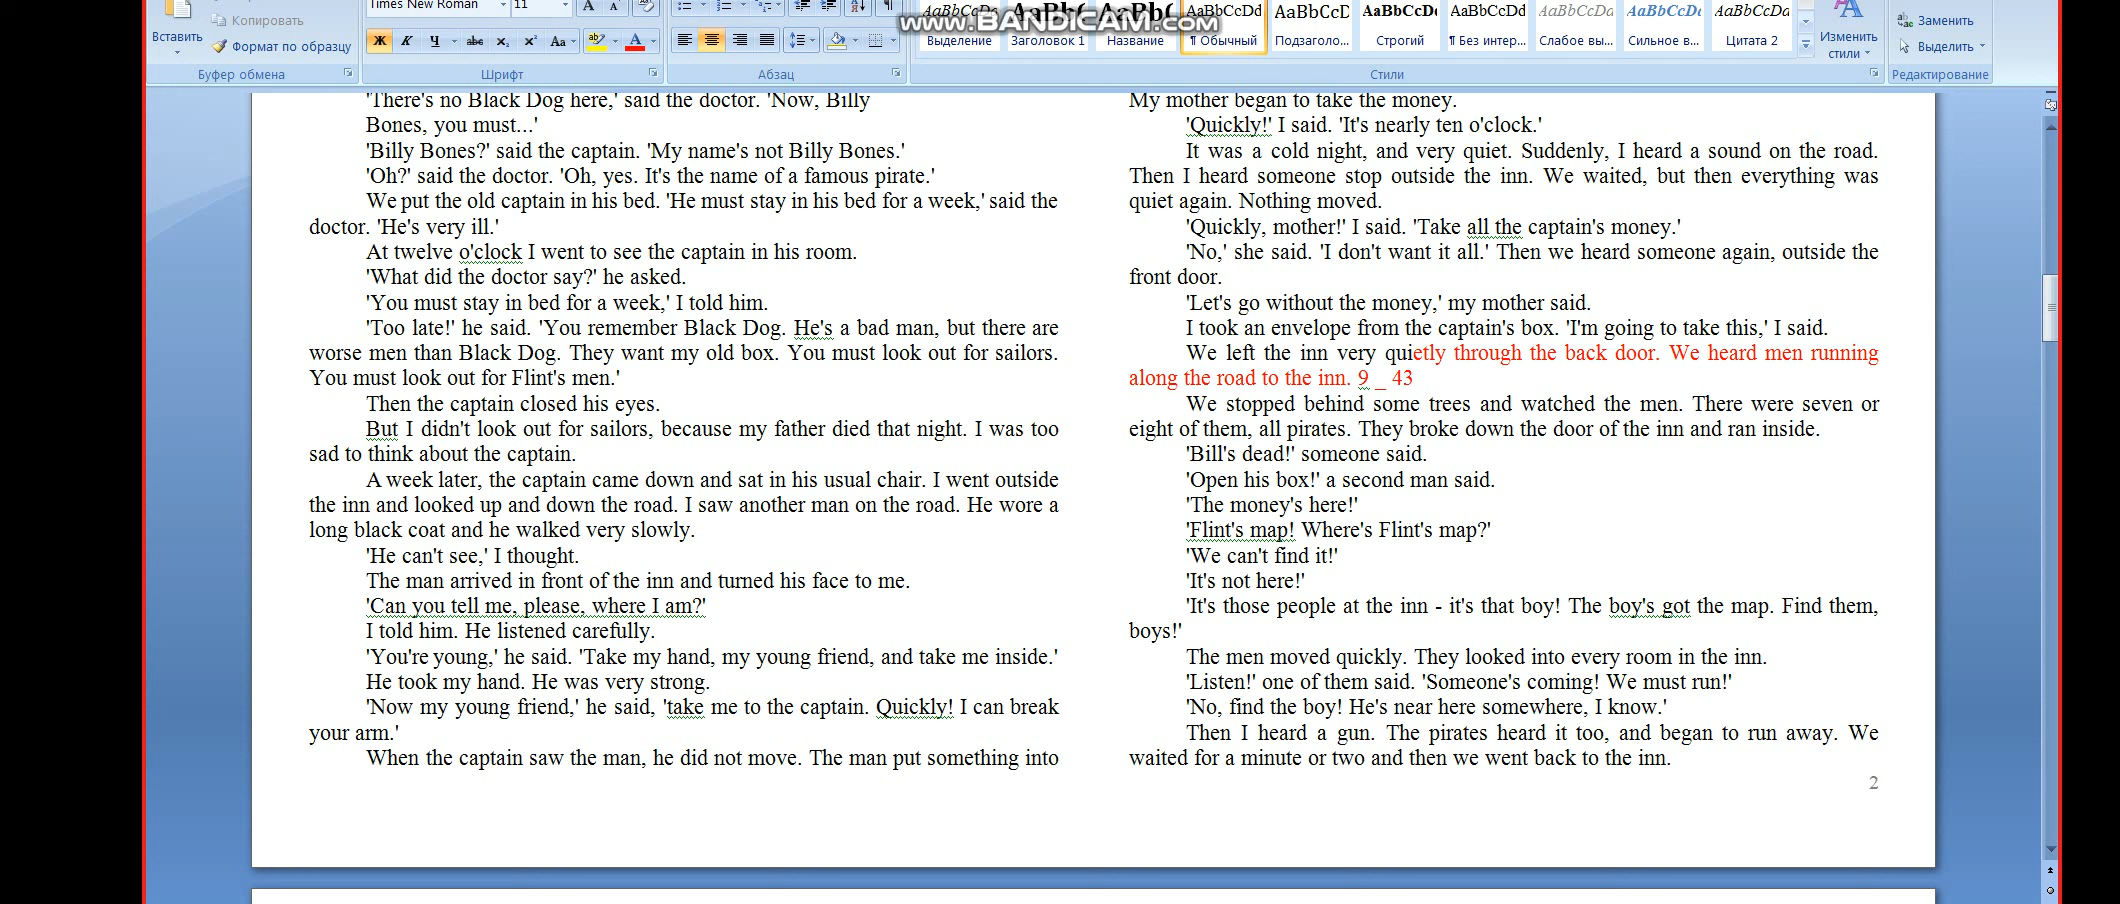 Times New Roman
11
Копировать
www.BANDICAM.com
AaBbCcDd
AaBbCcD
AaBbCcDd
AaBbCcDd
AaBbCcDd
AaBbCcDd
AaBbCcDd
Заменить
Вставить
Формат по образцу
Ж К Ч abc x₂ x² Aa
Выделение
Заголовок 1
Название
¶ Обычный
Подзаголо...
Строгий
¶ Без интер...
Слабое вы...
Сильное в...
Цитата 2
Изменить
стили
Выделить
Буфер обмена
Шрифт
Абзац
Стили
Редактирование
'There's no Black Dog here,' said the doctor. 'Now, Billy
Bones, you must...'
'Billy Bones?' said the captain. 'My name's not Billy Bones.'
'Oh?' said the doctor. 'Oh, yes. It's the name of a famous pirate.'
We put the old captain in his bed. 'He must stay in his bed for a week,' said the
doctor. 'He's very ill.'
At twelve o'clock I went to see the captain in his room.
'What did the doctor say?' he asked.
'You must stay in bed for a week,' I told him.
'Too late!' he said. 'You remember Black Dog. He's a bad man, but there are
worse men than Black Dog. They want my old box. You must look out for sailors.
You must look out for Flint's men.'
Then the captain closed his eyes.
But I didn't look out for sailors, because my father died that night. I was too
sad to think about the captain.
A week later, the captain came down and sat in his usual chair. I went outside
the inn and looked up and down the road. I saw another man on the road. He wore a
long black coat and he walked very slowly.
'He can't see,' I thought.
The man arrived in front of the inn and turned his face to me.
'Can you tell me, please, where I am?'
I told him. He listened carefully.
'You're young,' he said. 'Take my hand, my young friend, and take me inside.'
He took my hand. He was very strong.
'Now my young friend,' he said, 'take me to the captain. Quickly! I can break
your arm.'
When the captain saw the man, he did not move. The man put something into
My mother began to take the money.
'Quickly!' I said. 'It's nearly ten o'clock.'
It was a cold night, and very quiet. Suddenly, I heard a sound on the road.
Then I heard someone stop outside the inn. We waited, but then everything was
quiet again. Nothing moved.
'Quickly, mother!' I said. 'Take all the captain's money.'
'No,' she said. 'I don't want it all.' Then we heard someone again, outside the
front door.
'Let's go without the money,' my mother said.
I took an envelope from the captain's box. 'I'm going to take this,' I said.
We left the inn very quietly through the back door. We heard men running
along the road to the inn. 9 _ 43
We stopped behind some trees and watched the men. There were seven or
eight of them, all pirates. They broke down the door of the inn and ran inside.
'Bill's dead!' someone said.
'Open his box!' a second man said.
'The money's here!'
'Flint's map! Where's Flint's map?'
'We can't find it!'
'It's not here!'
'It's those people at the inn - it's that boy! The boy's got the map. Find them,
boys!'
The men moved quickly. They looked into every room in the inn.
'Listen!' one of them said. 'Someone's coming! We must run!'
'No, find the boy! He's near here somewhere, I know.'
Then I heard a gun. The pirates heard it too, and began to run away. We
waited for a minute or two and then we went back to the inn.
2